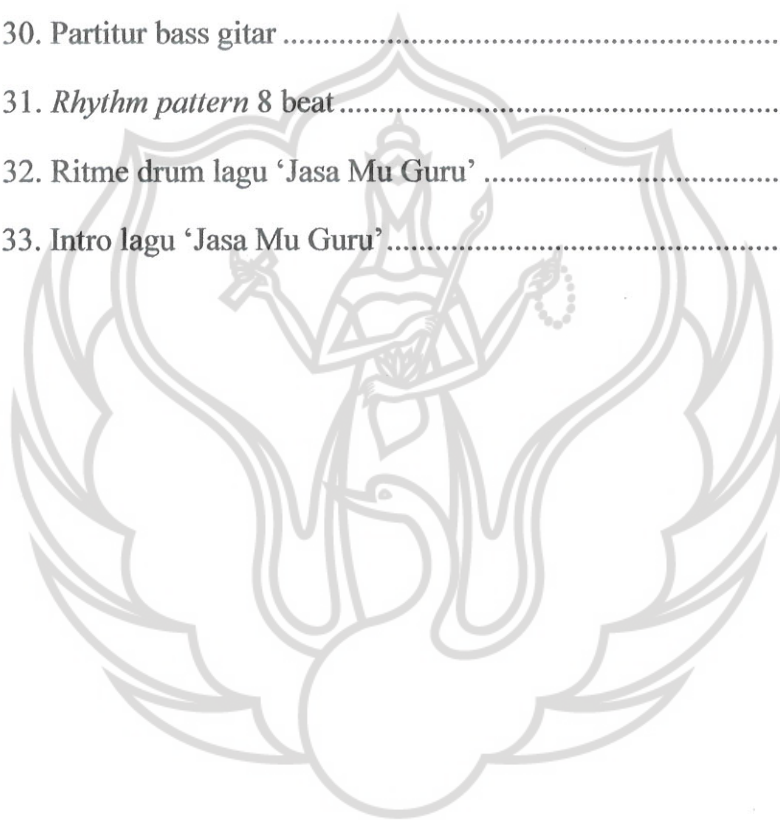 30. Partitur bass gitar ..............................................................
31. Rhythm pattern 8 beat .......................................................
32. Ritme drum lagu ‘Jasa Mu Guru’ .....................................
33. Intro lagu ‘Jasa Mu Guru’.................................................